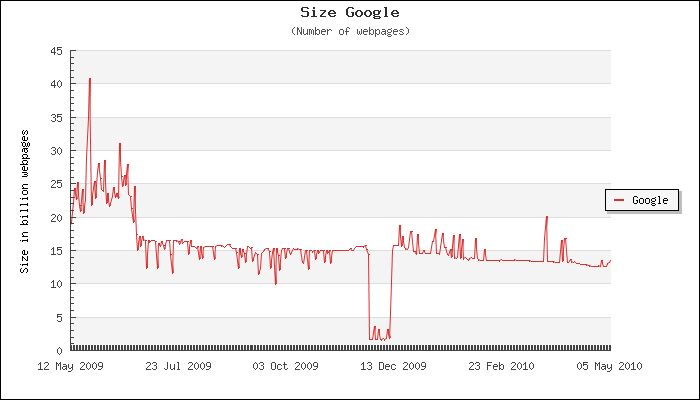 Size Google
(Number of webpages)
Size in billion webpages
45
40
35
30
25
20
15
10
5
0
12 May 2009 23 Jul 2009 03 Oct 2009 13 Dec 2009 23 Feb 2010 05 May 2010
Google